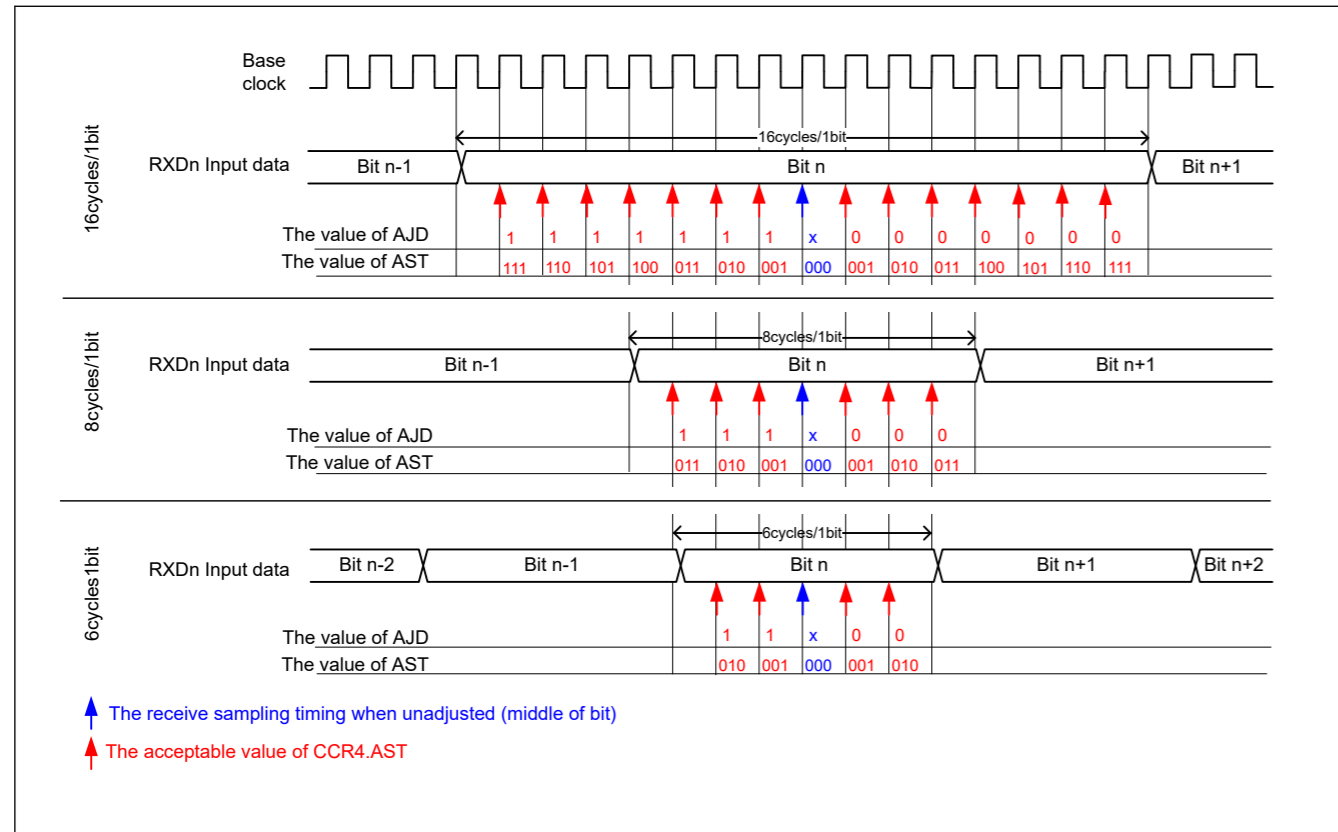 Base
clock
16cycles/1bit
16cycles/1bit
RXDn Input data Bit n-1 Bit n Bit n+1
The value of AJD 1 1 1 1 1 1 1 x 0 0 0 0 0 0 0
The value of AST 111 110 101 100 011 010 001 000 001 010 011 100 101 110 111
8cycles/1bit
8cycles/1bit
RXDn Input data Bit n-1 Bit n Bit n+1
The value of AJD 1 1 1 x 0 0 0
The value of AST 011 010 001 000 001 010 011
6cycles1bit
6cycles/1bit
RXDn Input data Bit n-2 Bit n-1 Bit n Bit n+1 Bit n+2
The value of AJD 1 1 x 0 0
The value of AST 010 001 000 001 010
The receive sampling timing when unadjusted (middle of bit)
The acceptable value of CCR4.AST